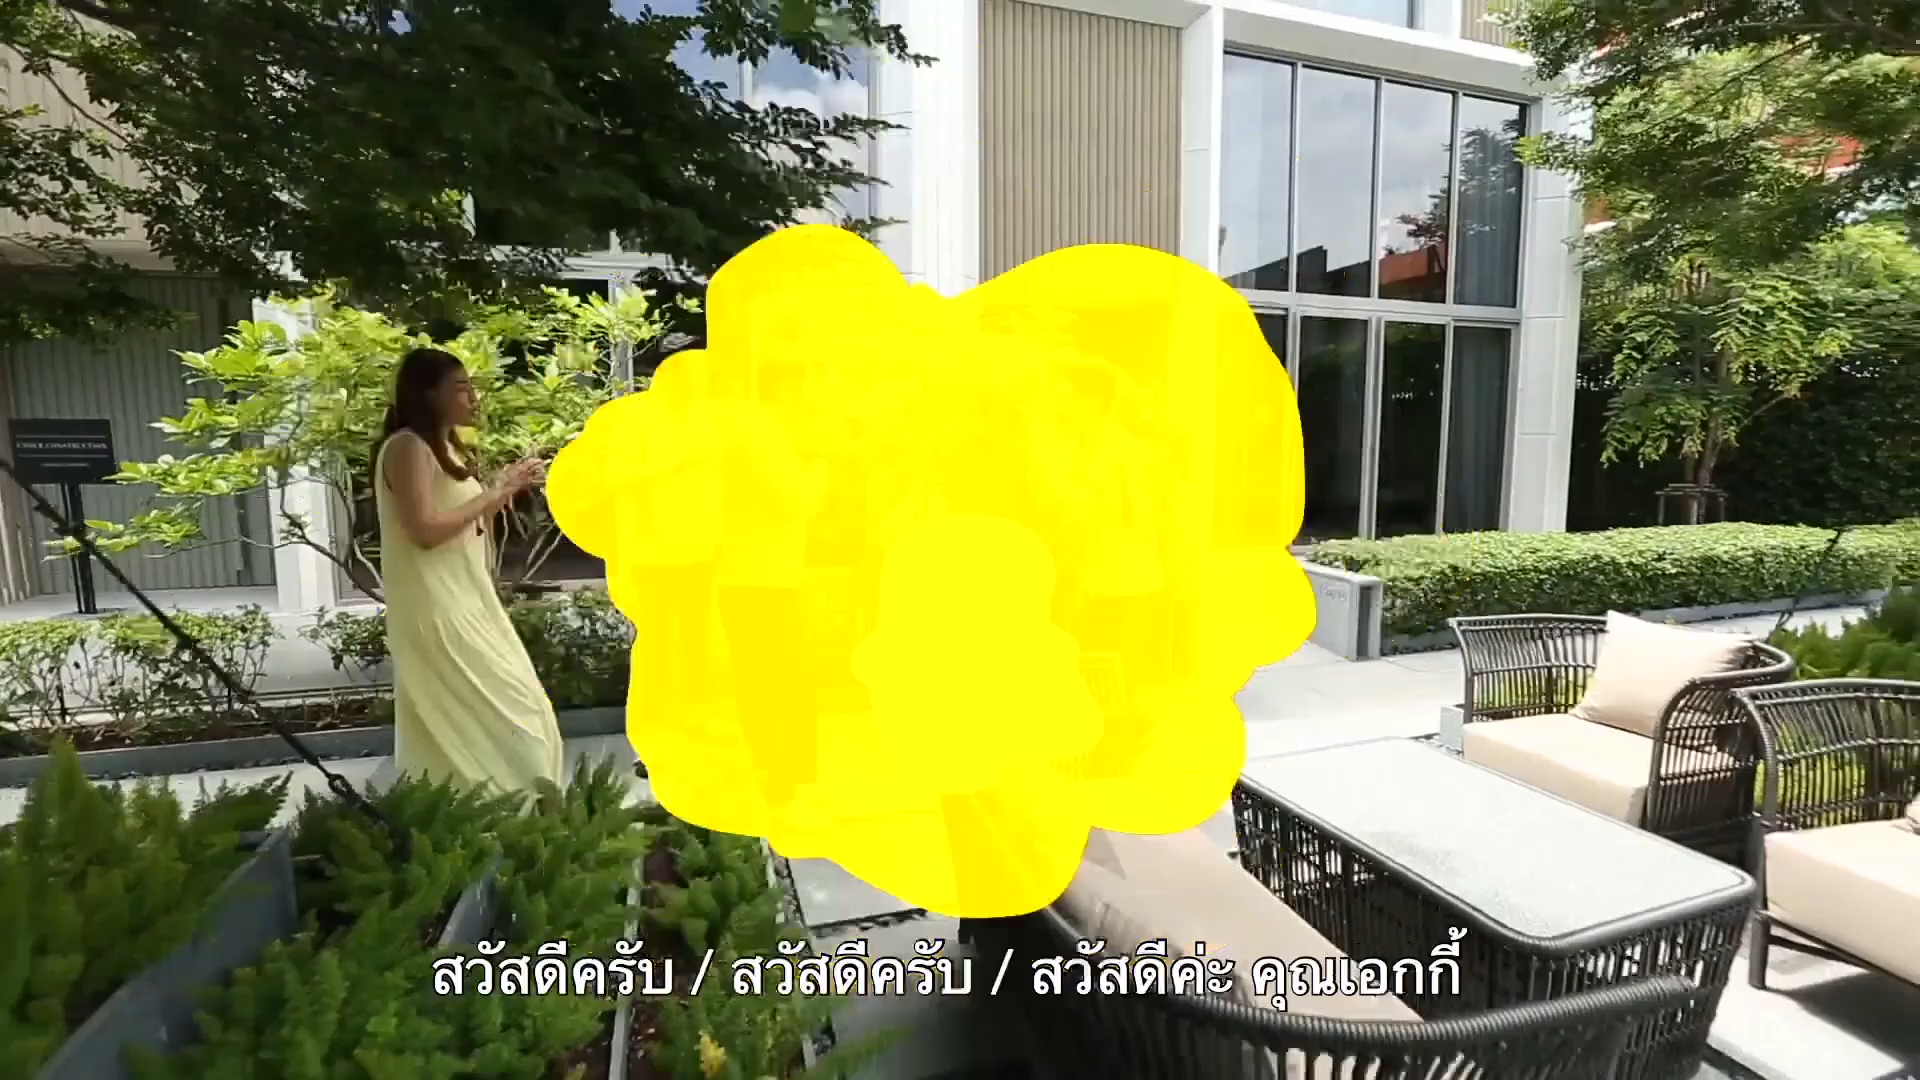 สวัสดีครับ / สวัสดีครับ / สวัสดีค่ะ คุณเอกกี้